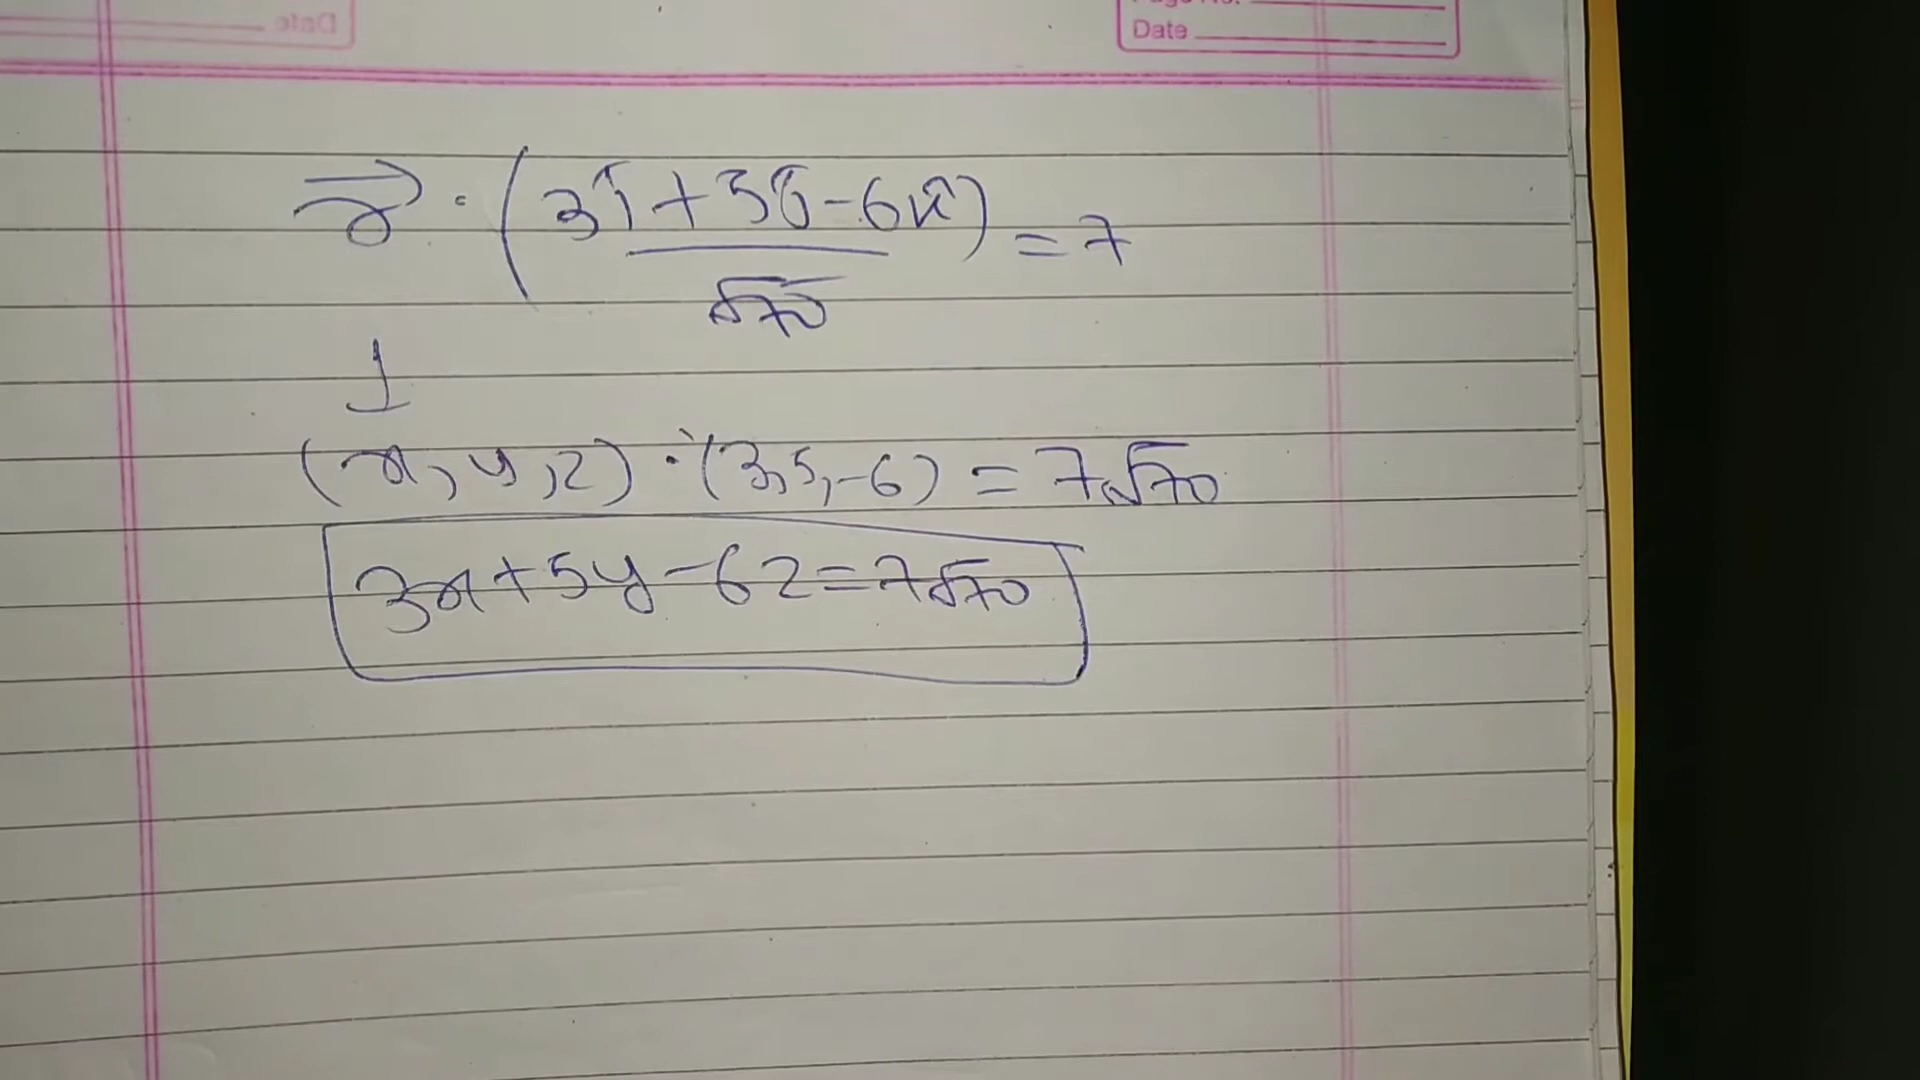 Date
r⃗ · (3î + 5ĵ - 6k̂ / √70) = 7
↓
(x, y, z) · (3, 5, -6) = 7√70
3x + 5y - 6z = 7√70